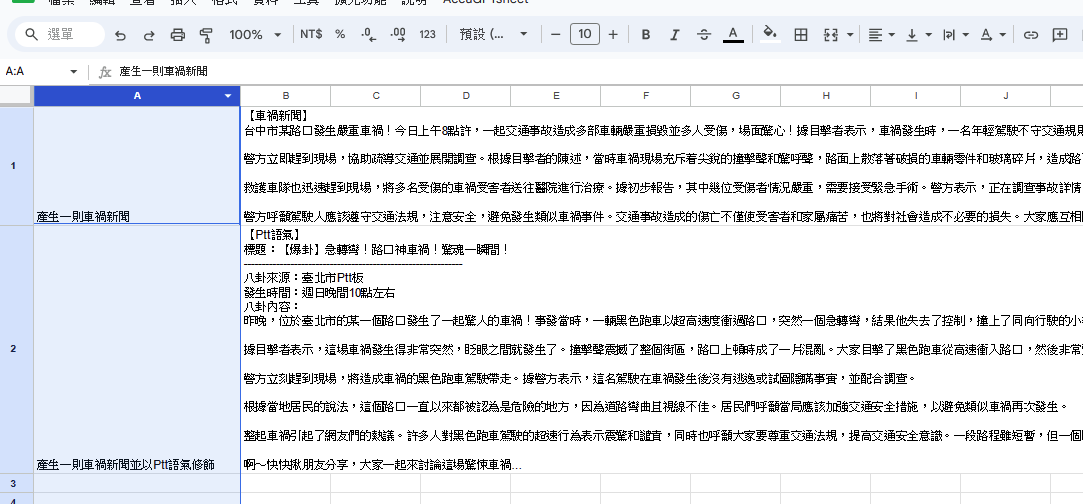 檔案 編輯 查看 插入 格式 資料 工具 擴充功能 說明 AccuGPTsheet
選單 100% NT$ % .0 .00 123 預設 (... 10 B I A
A:A fx 產生一則車禍新聞
A B C D E F G H I J
【車禍新聞】
台中市某路口發生嚴重車禍！今日上午8點許，一起交通事故造成多部車輛嚴重損毀並多人受傷，場面驚心！據目擊者表示，車禍發生時，一名年輕駕駛不守交通規則
警方立即趕到現場，協助疏導交通並展開調查。根據目擊者的陳述，當時車禍現場充斥着尖銳的撞擊聲和驚呼聲，路面上散落著破損的車輛零件和玻璃碎片，造成路
1
救護車隊也迅速趕到現場，將多名受傷的車禍受害者送往醫院進行治療。據初步報告，其中幾位受傷者情況嚴重，需要接受緊急手術。警方表示，正在調查事故詳情
產生一則車禍新聞
警方呼籲駕駛人應該遵守交通法規，注意安全，避免發生類似車禍事件。交通事故造成的傷亡不僅使受害者和家屬痛苦，也將對社會造成不必要的損失。大家應互相
【Ptt語氣】
標題：【爆卦】急轉彎！路口神車禍！驚魂一瞬間！
------------------------------------------------------------
八卦來源：臺北市Ptt板
發生時間：週日晚間10點左右
八卦內容：
昨晚，位於臺北市的某一個路口發生了一起驚人的車禍！事發當時，一輛黑色跑車以超高速度衝過路口，突然一個急轉彎，結果他失去了控制，撞上了同向行駛的小
2
據目擊者表示，這場車禍發生得非常突然，眨眼之間就發生了。撞擊聲震撼了整個街區，路口上頓時成了一片混亂。大家目擊了黑色跑車從高速衝入路口，然後非常
警方立刻趕到現場，將造成車禍的黑色跑車駕駛帶走。據警方表示，這名駕駛在車禍發生後沒有逃逸或試圖隱瞞事實，並配合調查。
根據當地居民的說法，這個路口一直以來都被認為是危險的地方，因為道路彎曲且視線不佳。居民們呼籲當局應該加強交通安全措施，以避免類似車禍再次發生。
整起車禍引起了網友們的熱議。許多人對黑色跑車駕駛的超速行為表示震驚和譴責，同時也呼籲大家要尊重交通法規，提高交通安全意識。一段路程雖短暫，但一個
產生一則車禍新聞並以Ptt語氣修飾
啊～快快揪朋友分享，大家一起來討論這場驚悚車禍...
3
4